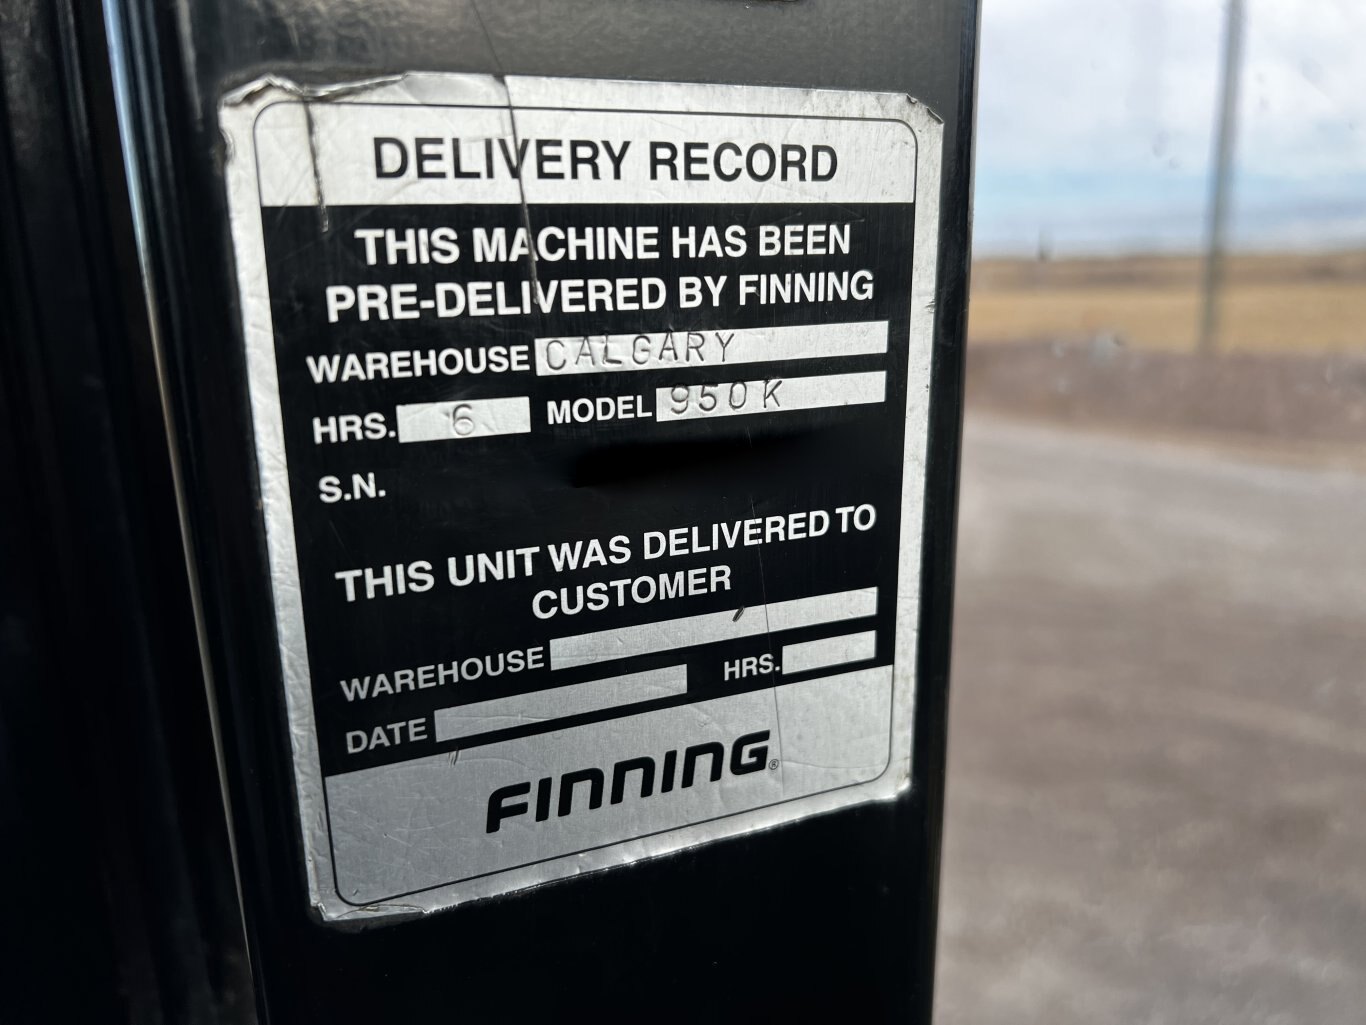 DELIVERY RECORD
THIS MACHINE HAS BEEN
PRE-DELIVERED BY FINNING
WAREHOUSE CALGARY
HRS. 6 MODEL 950K
S.N.
THIS UNIT WAS DELIVERED TO
CUSTOMER
WAREHOUSE
HRS.
DATE
FINNING®